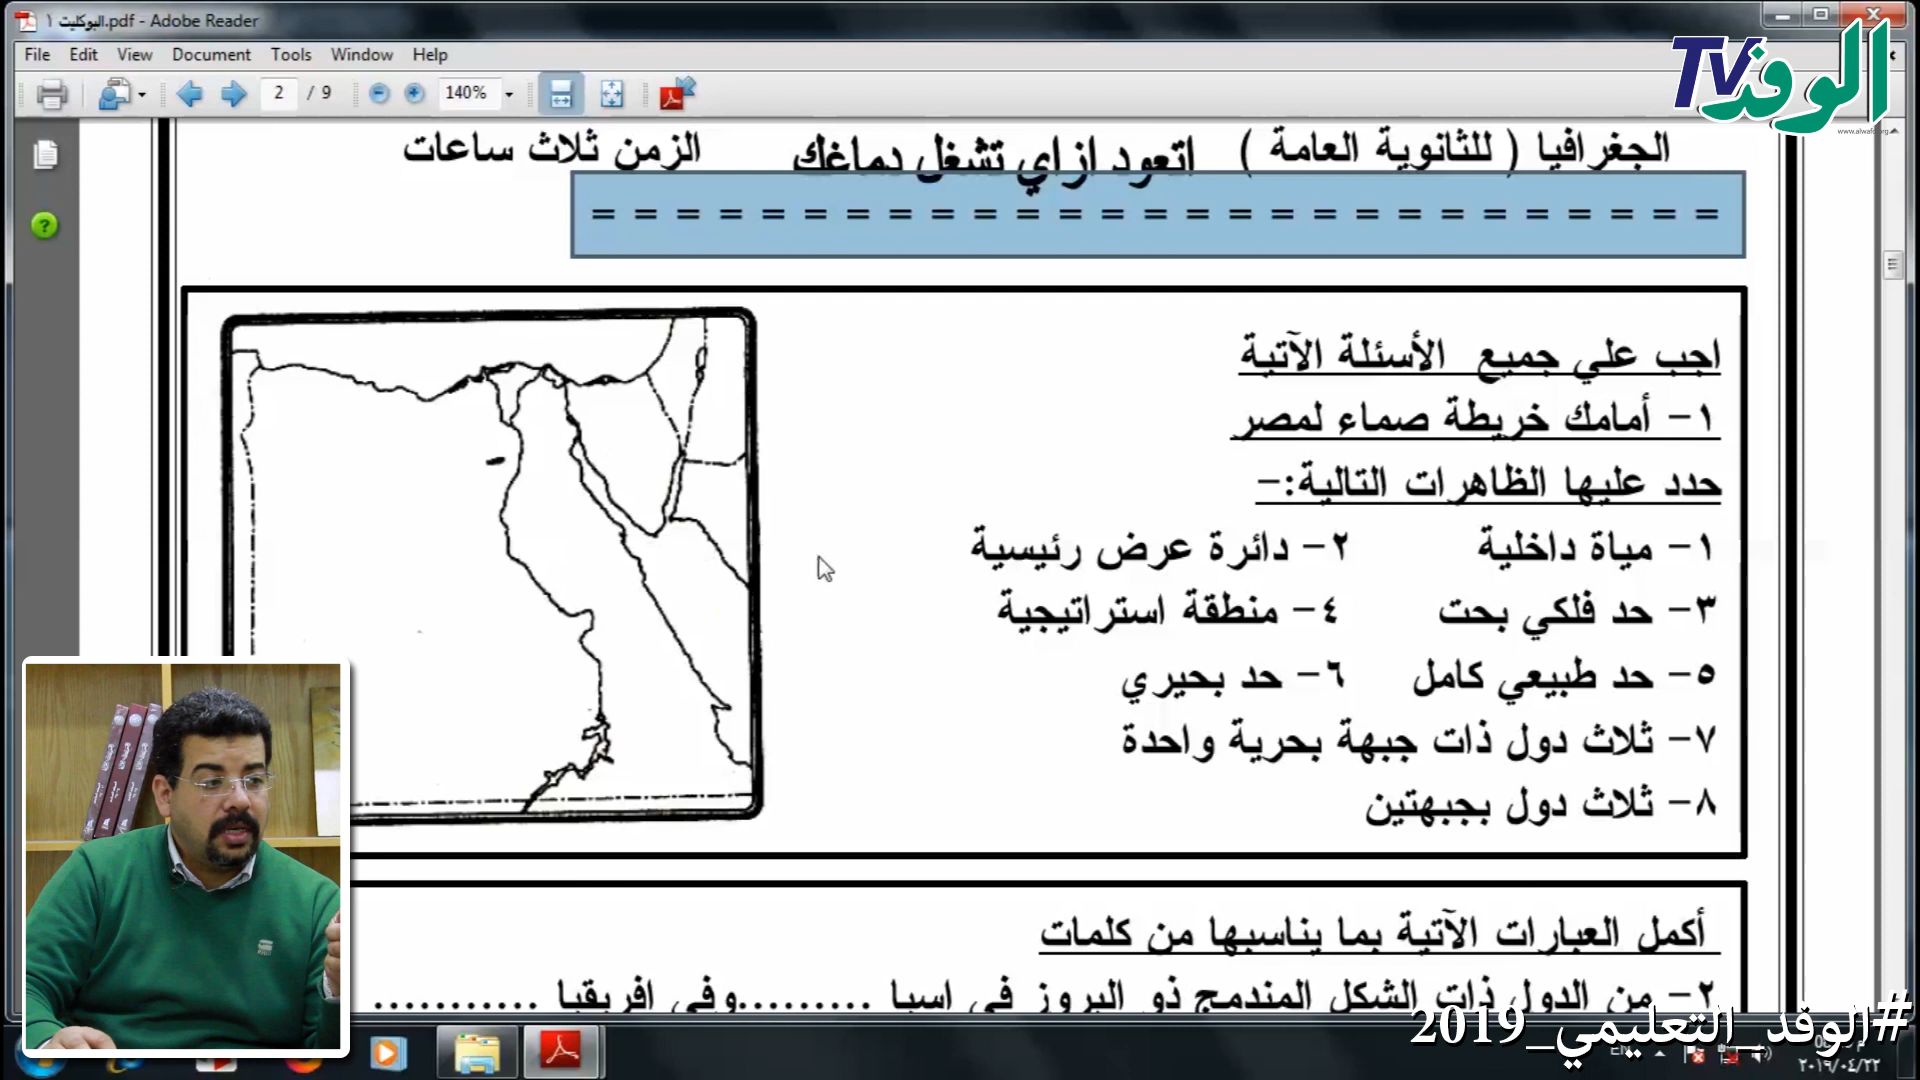 البوكليت ١.pdf - Adobe Reader
File Edit View Document Tools Window Help
2 / 9 140%
TV الوفد
الجغرافيا ( للثانوية العامة ) اتعود ازاي تشغل دماغك الزمن ثلاث ساعات
= = = = = = = = = = = = = = = = = = = = = = = = = = =
اجب علي جميع الأسئلة الآتية
١- أمامك خريطة صماء لمصر
حدد عليها الظاهرات التالية:-
١- مياة داخلية ٢- دائرة عرض رئيسية
٣- حد فلكي بحت ٤- منطقة استراتيجية
٥- حد طبيعي كامل ٦- حد بحيري
٧- ثلاث دول ذات جبهة بحرية واحدة
٨- ثلاث دول بجبهتين
أكمل العبارات الآتية بما يناسبها من كلمات
٢- من الدول ذات الشكل المندمج ذو البروز في اسيا .........وفي افريقيا ...........
#الوفد_التعليمي_2019
EN
٢٠١٩/٠٤/٢٢